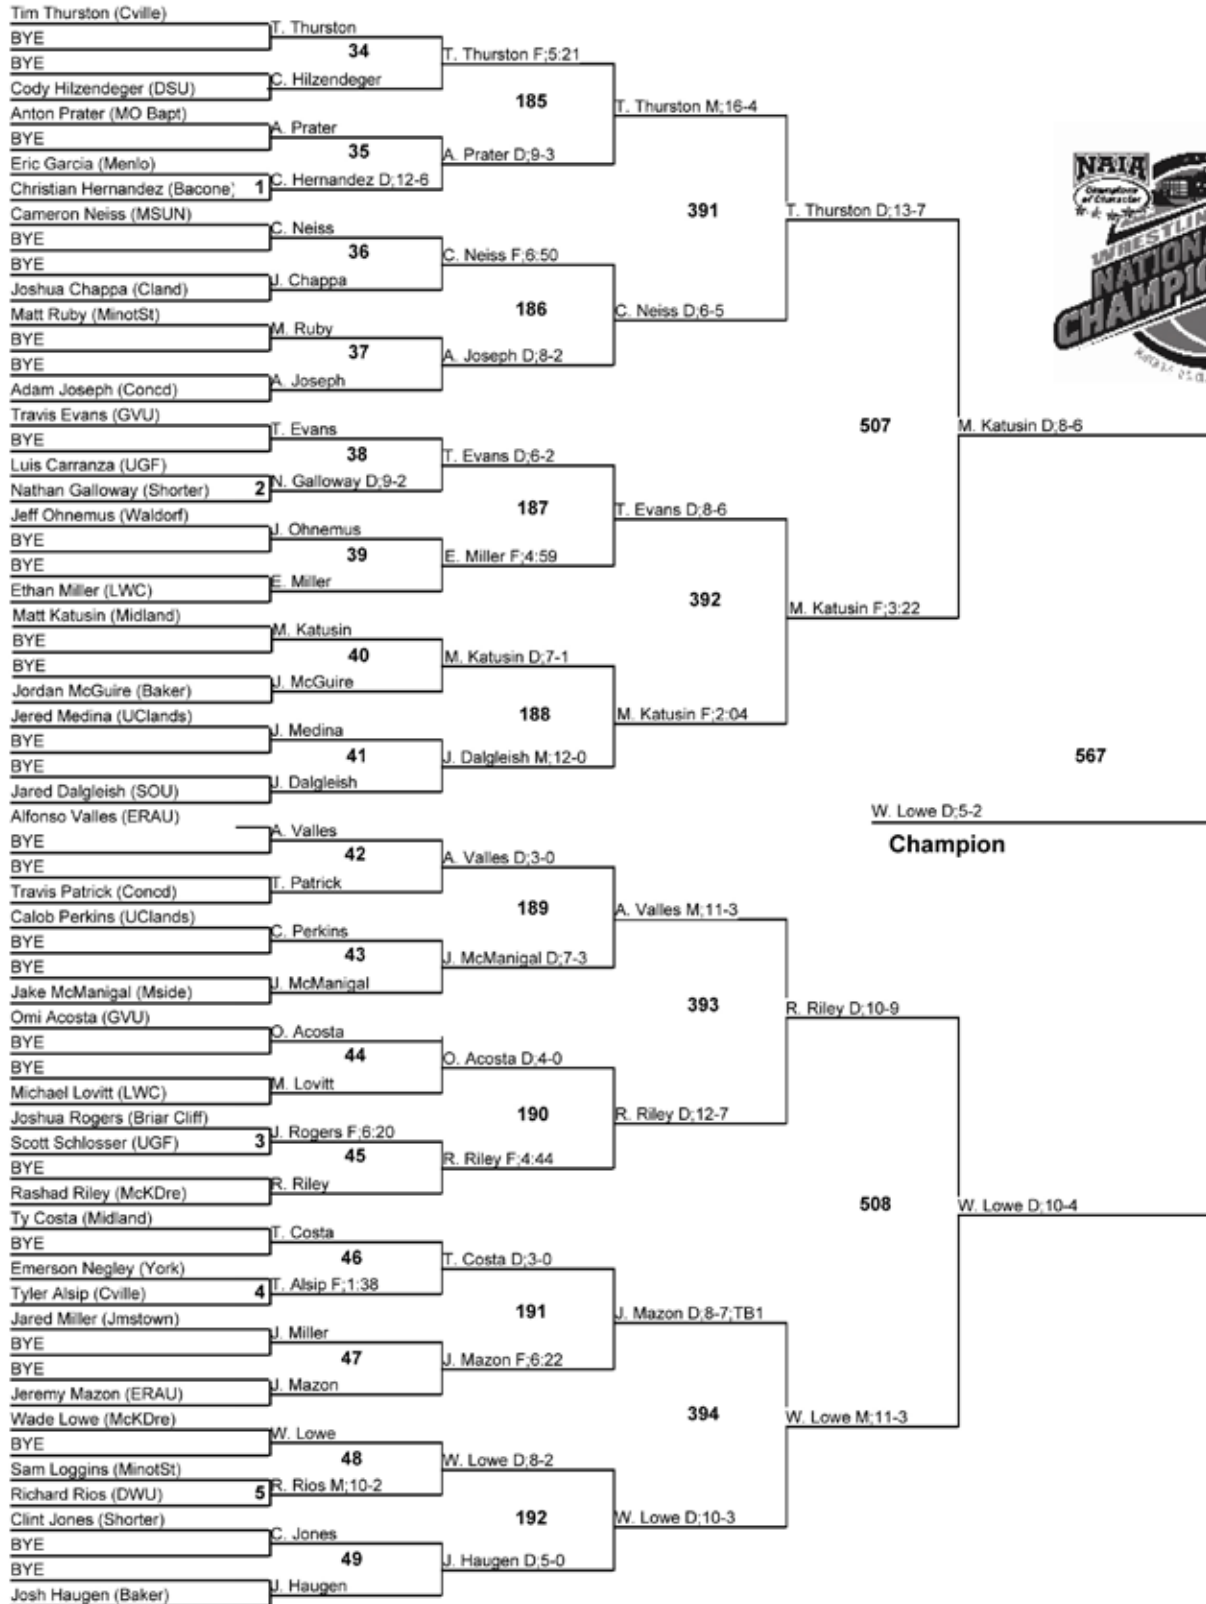 Tim Thurston (Cville)
BYE
BYE
Cody Hilzendeger (DSU)
Anton Prater (MO Bapt)
BYE
Eric Garcia (Menlo)
Christian Hernandez (Bacone) 1
Cameron Neiss (MSUN)
BYE
BYE
Joshua Chappa (Cland)
Matt Ruby (MinotSt)
BYE
BYE
Adam Joseph (Concd)
Travis Evans (GVU)
BYE
Luis Carranza (UGF)
Nathan Galloway (Shorter) 2
Jeff Ohnemus (Waldorf)
BYE
BYE
Ethan Miller (LWC)
Matt Katusin (Midland)
BYE
BYE
Jordan McGuire (Baker)
Jered Medina (UClands)
BYE
BYE
Jared Dalgleish (SOU)
Alfonso Valles (ERAU)
BYE
BYE
Travis Patrick (Concd)
Calob Perkins (UClands)
BYE
BYE
Jake McManigal (Mside)
Omi Acosta (GVU)
BYE
BYE
Michael Lovitt (LWC)
Joshua Rogers (Briar Cliff)
Scott Schlosser (UGF) 3
BYE
Rashad Riley (McKDre)
Ty Costa (Midland)
BYE
Emerson Negley (York)
Tyler Alsip (Cville) 4
Jared Miller (Jmstown)
BYE
BYE
Jeremy Mazon (ERAU)
Wade Lowe (McKDre)
BYE
Sam Loggins (MinotSt)
Richard Rios (DWU) 5
Clint Jones (Shorter)
BYE
BYE
Josh Haugen (Baker)
T. Thurston
34
C. Hilzendeger
A. Prater
35
C. Hernandez D;12-6
C. Neiss
36
J. Chappa
M. Ruby
37
A. Joseph
T. Evans
38
N. Galloway D;9-2
J. Ohnemus
39
E. Miller
M. Katusin
40
J. McGuire
J. Medina
41
J. Dalgleish
A. Valles
42
T. Patrick
C. Perkins
43
J. McManigal
O. Acosta
44
M. Lovitt
J. Rogers F;6:20
45
R. Riley
T. Costa
46
T. Alsip F;1:38
J. Miller
47
J. Mazon
W. Lowe
48
R. Rios M;10-2
C. Jones
49
J. Haugen
T. Thurston F;5:21
185
A. Prater D;9-3
C. Neiss F;6:50
186
A. Joseph D;8-2
T. Evans D;6-2
187
E. Miller F;4:59
M. Katusin D;7-1
188
J. Dalgleish M;12-0
A. Valles D;3-0
189
J. McManigal D;7-3
O. Acosta D;4-0
190
R. Riley F;4:44
T. Costa D;3-0
191
J. Mazon F;6:22
W. Lowe D;8-2
192
J. Haugen D;5-0
T. Thurston M;16-4
391
C. Neiss D;6-5
T. Evans D;8-6
392
M. Katusin F;2:04
A. Valles M;11-3
393
R. Riley D;12-7
J. Mazon D;8-7;TB1
394
W. Lowe D;10-3
T. Thurston D;13-7
507
M. Katusin F;3:22
R. Riley D;10-9
508
W. Lowe M;11-3
M. Katusin D;8-6
567
W. Lowe D;10-4
W. Lowe D;5-2
Champion
NAIA
Champions
of Character
WRESTLIN
NATION
CHAMPIO